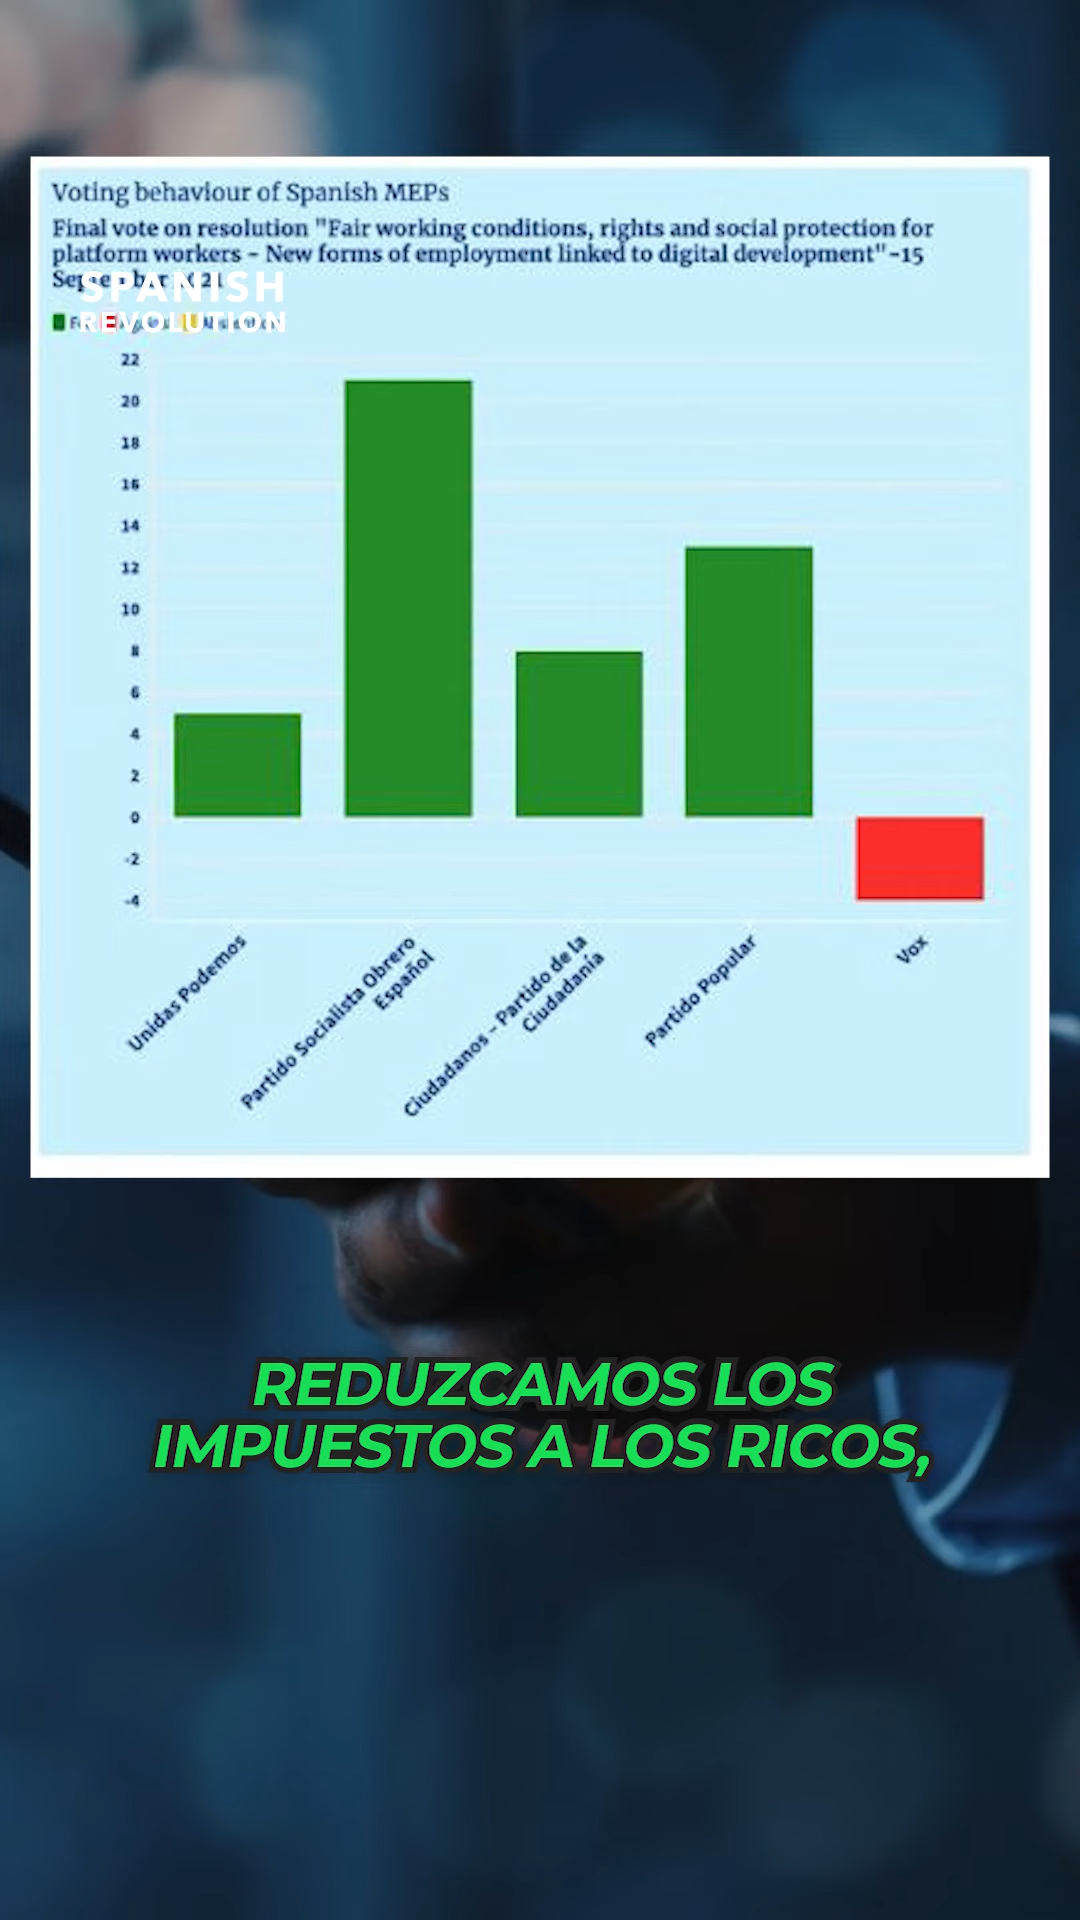 Voting behaviour of Spanish MEPs
Final vote on resolution "Fair working conditions, rights and social protection for
platform workers - New forms of employment linked to digital development" -15
SPANISH
REVOLUTION
22
20
18
16
14
12
10
8
6
4
2
0
-2
-4
Unidas Podemos
Partido Socialista Obrero
Español
Ciudadanos - Partido de la
Ciudadanía
Partido Popular
Vox
REDUZCAMOS LOS
IMPUESTOS A LOS RICOS,